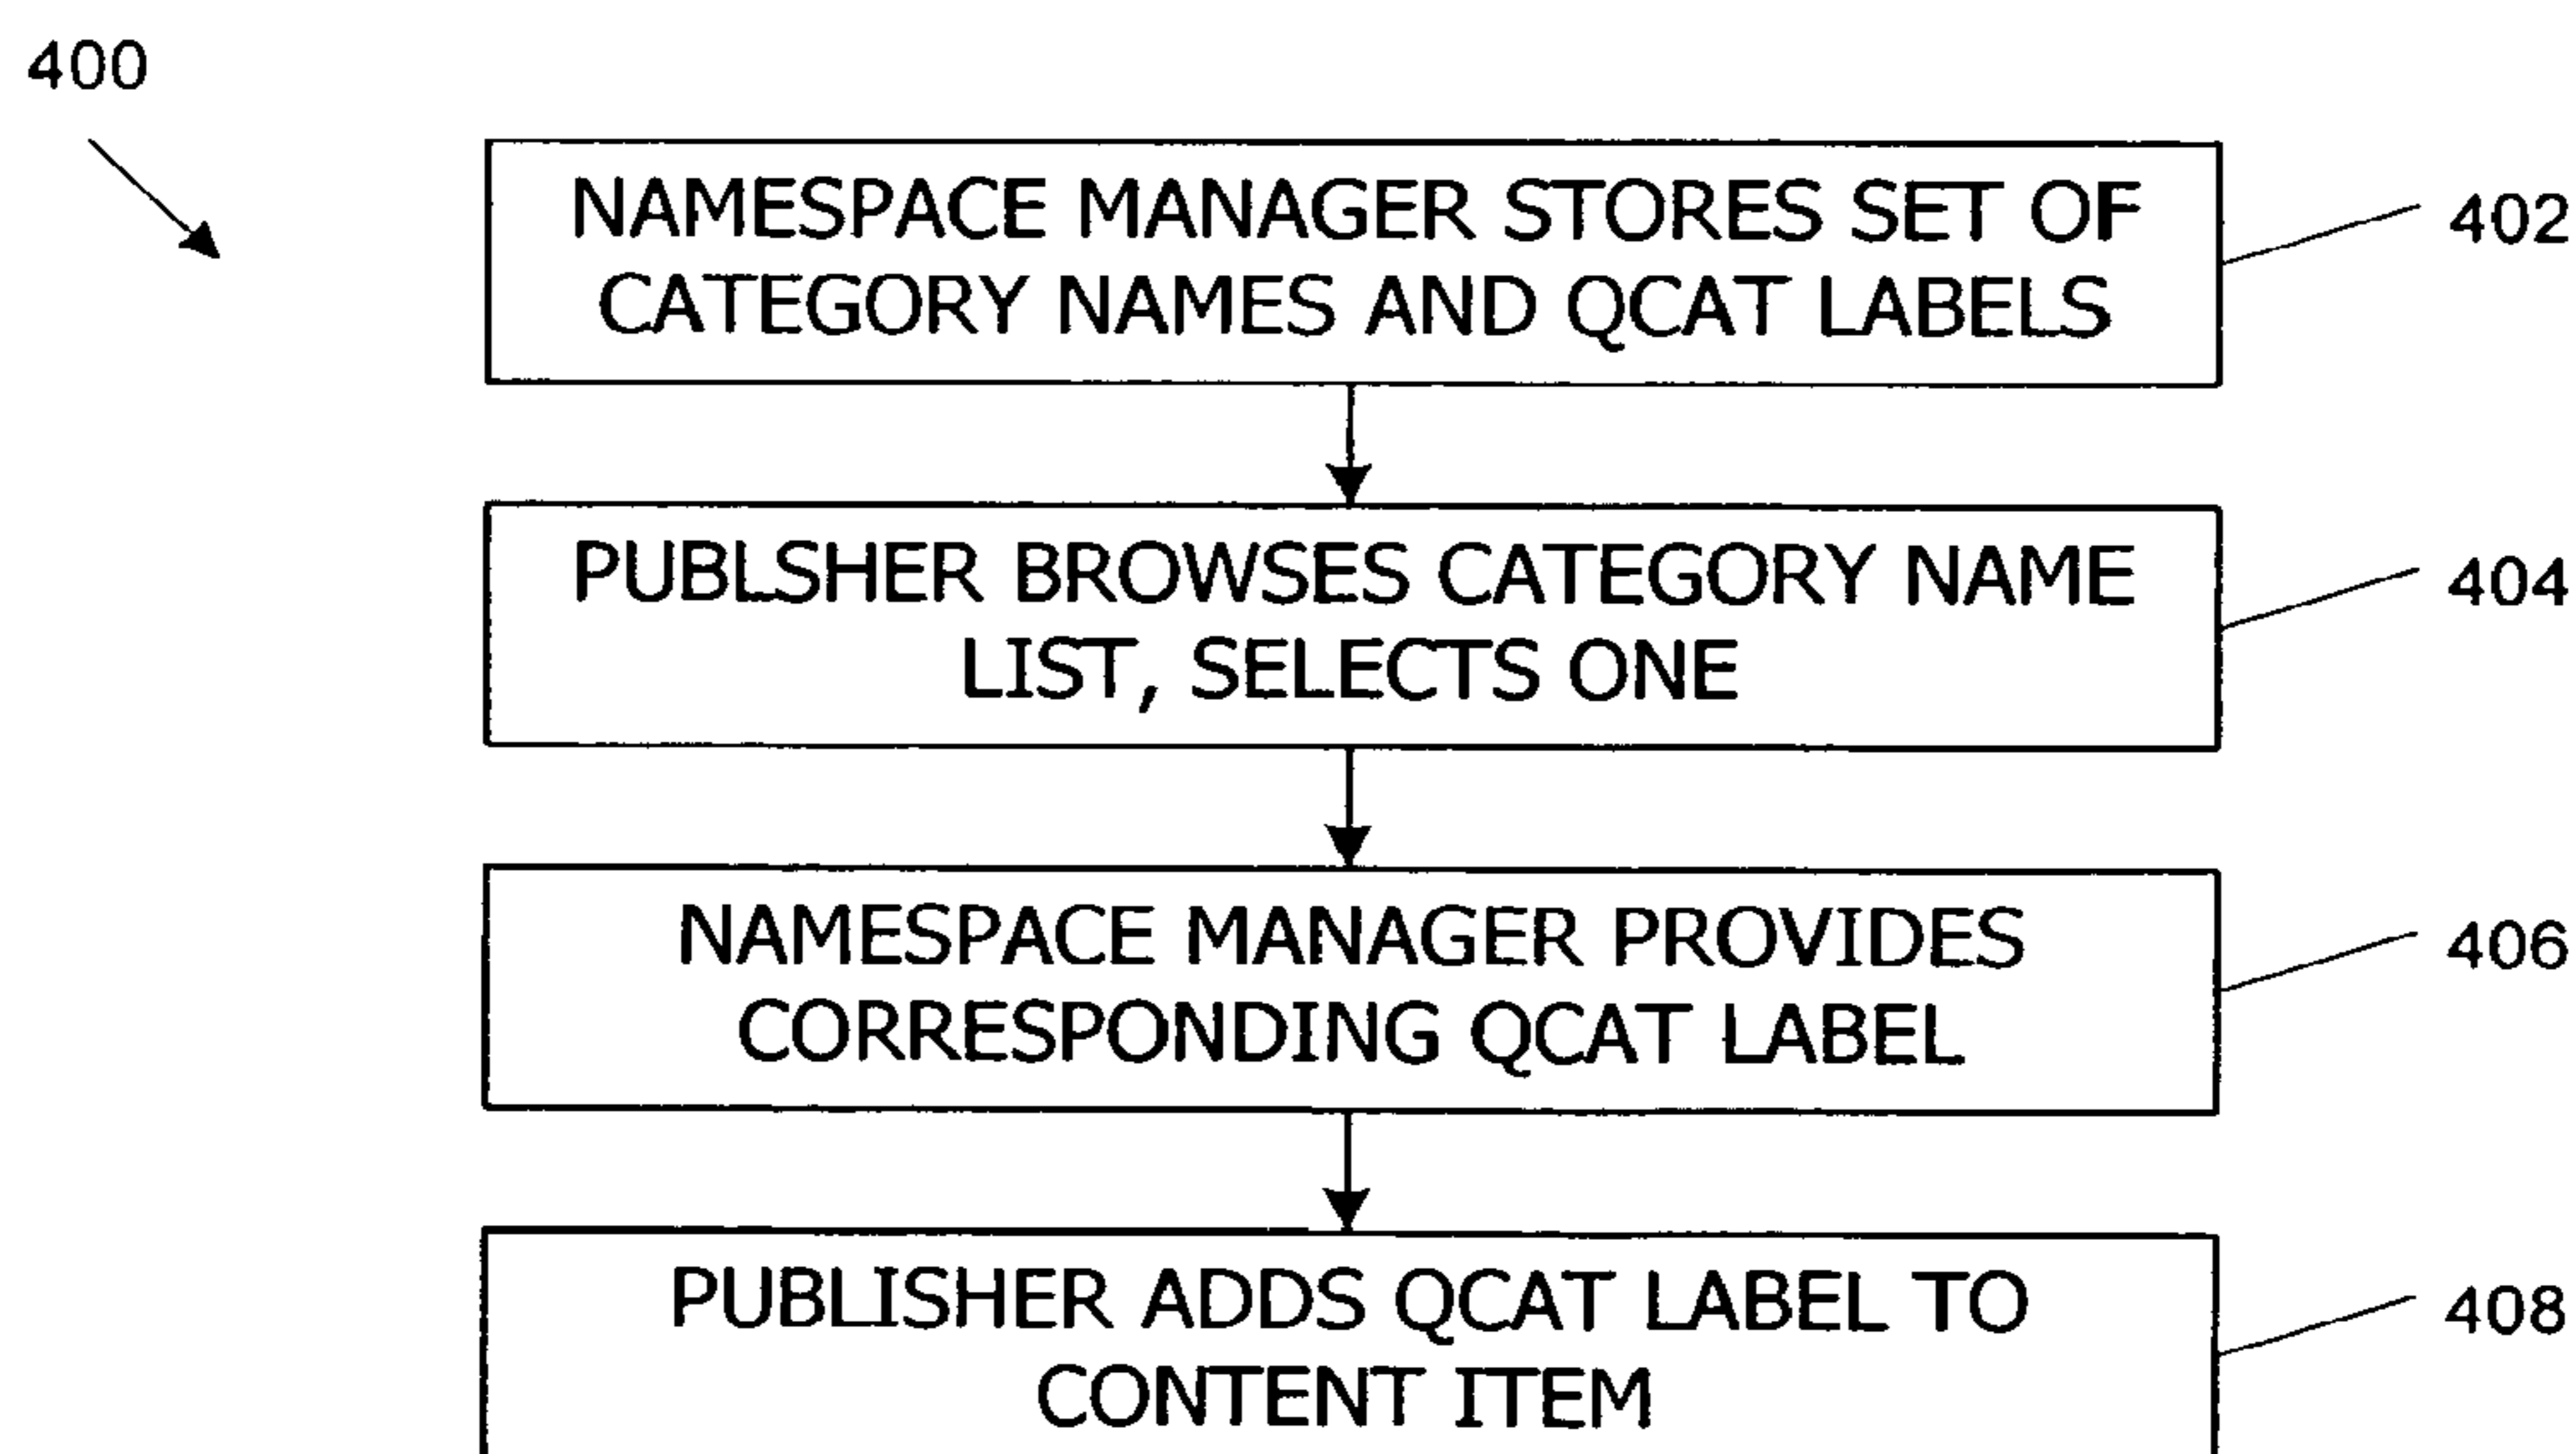 400
NAMESPACE MANAGER STORES SET OF
CATEGORY NAMES AND QCAT LABELS
402
PUBLSHER BROWSES CATEGORY NAME
LIST, SELECTS ONE
404
NAMESPACE MANAGER PROVIDES
CORRESPONDING QCAT LABEL
406
PUBLISHER ADDS QCAT LABEL TO
CONTENT ITEM
408